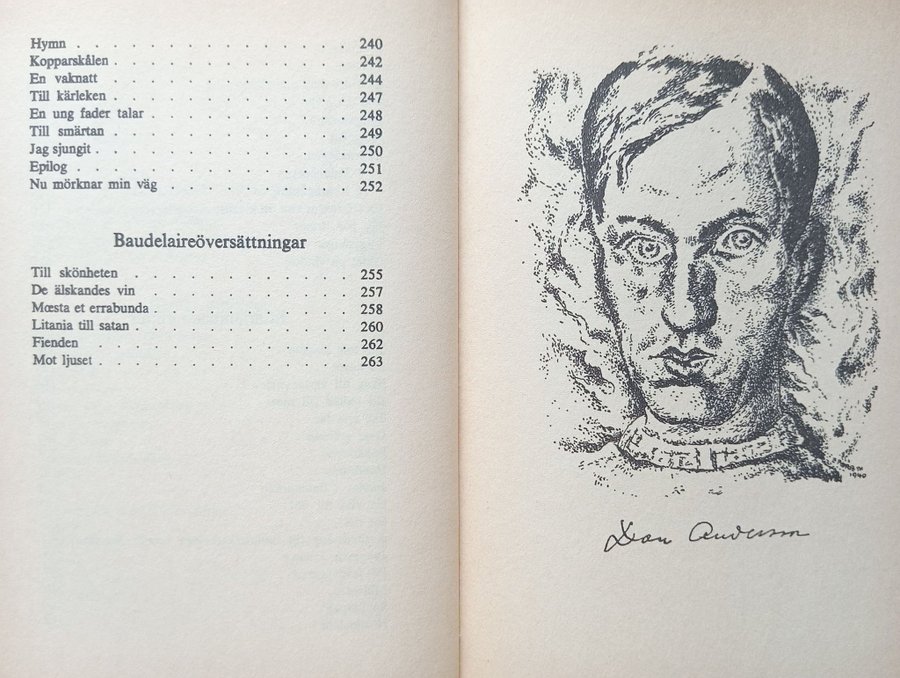 Hymn . . . . . . . . . . . . . . . . 240
Kopparskålen . . . . . . . . . . . . . 242
En vaknatt . . . . . . . . . . . . . . 244
Till kärleken . . . . . . . . . . . . . 247
En ung fader talar . . . . . . . . . . . 248
Till smärtan . . . . . . . . . . . . . . 249
Jag sjungit . . . . . . . . . . . . . . 250
Epilog . . . . . . . . . . . . . . . . 251
Nu mörknar min väg . . . . . . . . . . 252
Baudelaireöversättningar
Till skönheten . . . . . . . . . . . . 255
De älskandes vin . . . . . . . . . . . 257
Mœsta et errabunda . . . . . . . . . . . 258
Litania till satan . . . . . . . . . . . . 260
Fienden . . . . . . . . . . . . . . . 262
Mot ljuset . . . . . . . . . . . . . . 263
1940
Dan Andersson